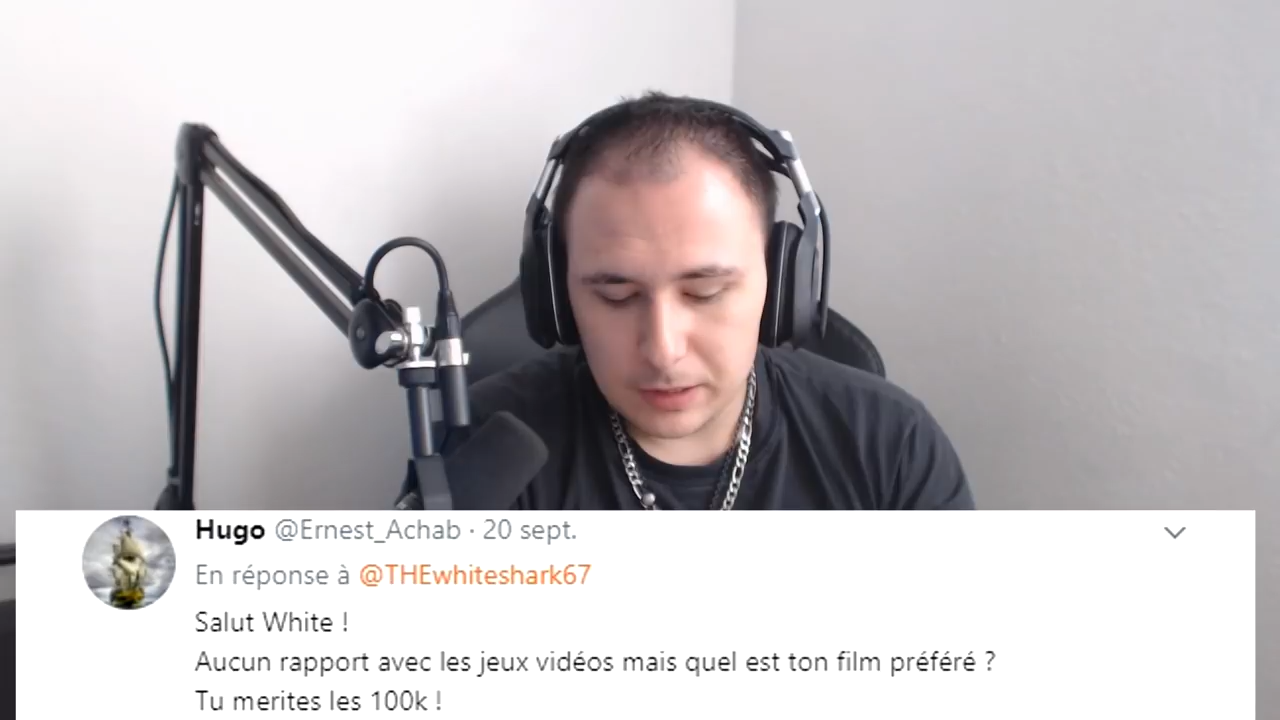 Hugo @Ernest_Achab · 20 sept.
En réponse à @THEwhiteshark67
Salut White !
Aucun rapport avec les jeux vidéos mais quel est ton film préféré ?
Tu merites les 100k !